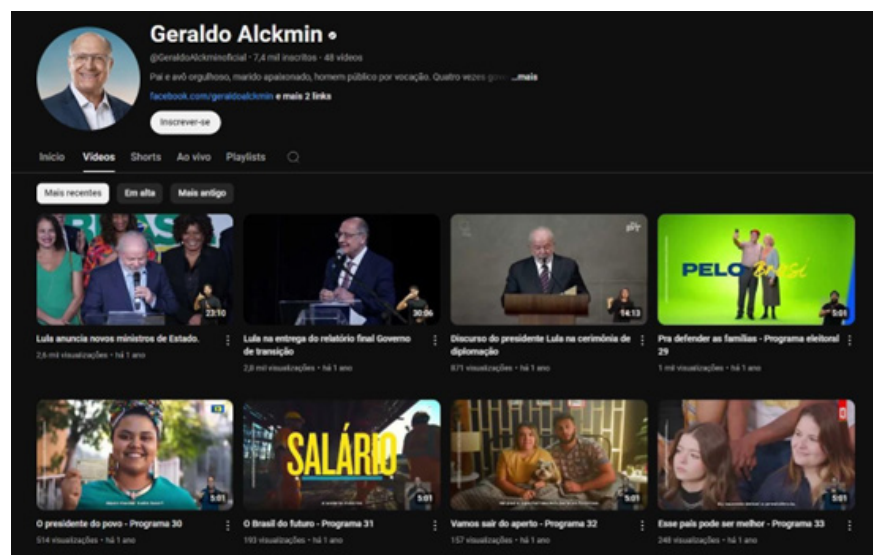 Geraldo Alckmin
@GeraldoAlckminoficial · 7,4 mil inscritos · 48 vídeos
Pai e avô orgulhoso, marido apaixonado, homem público por vocação. Quatro vezes gove ...mais
facebook.com/geraldoalckmin e mais 2 links
Inscrever-se
Início Vídeos Shorts Ao vivo Playlists
Mais recentes Em alta Mais antigo
BRASI
23:10
30:06
14:13
PELO Brasil
5:01
Lula anuncia novos ministros de Estado.
2,6 mil visualizações · há 1 ano
Lula na entrega do relatório final Governo
de transição
2,8 mil visualizações · há 1 ano
Discurso do presidente Lula na cerimônia de
diplomação
871 visualizações · há 1 ano
Pra defender as famílias - Programa eleitoral
29
1 mil visualizações · há 1 ano
5:01
SALÁRIO
5:01
5:01
5:01
O presidente do povo - Programa 30
514 visualizações · há 1 ano
O Brasil do futuro - Programa 31
193 visualizações · há 1 ano
Vamos sair do aperto - Programa 32
157 visualizações · há 1 ano
Esse país pode ser melhor - Programa 33
248 visualizações · há 1 ano